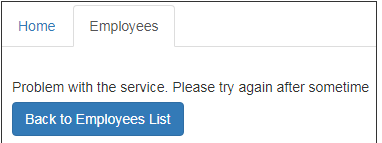 Home Employees
Problem with the service. Please try again after sometime
Back to Employees List